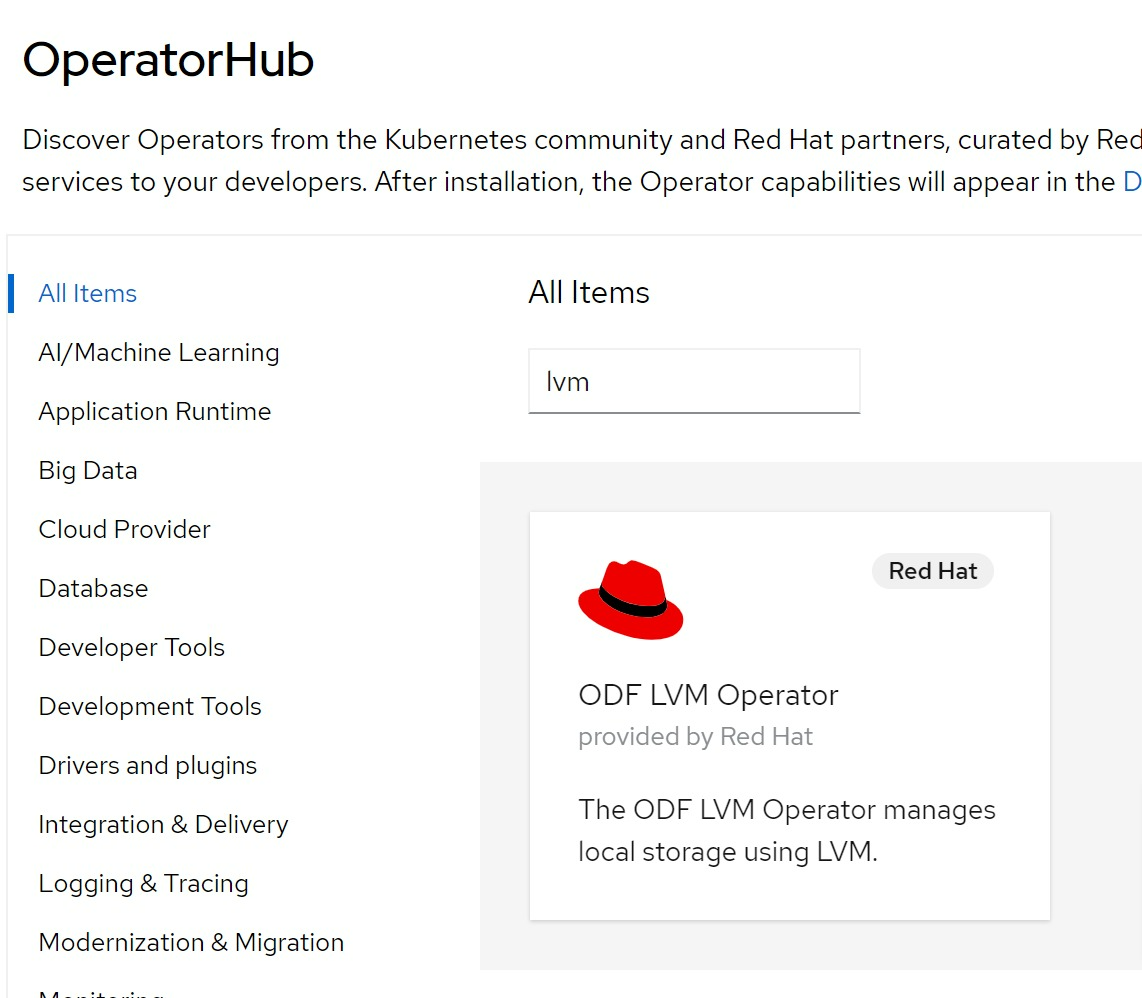 OperatorHub
Discover Operators from the Kubernetes community and Red Hat partners, curated by Red
services to your developers. After installation, the Operator capabilities will appear in the D
All Items
AI/Machine Learning
Application Runtime
Big Data
Cloud Provider
Database
Developer Tools
Development Tools
Drivers and plugins
Integration & Delivery
Logging & Tracing
Modernization & Migration
Monitoring
All Items
lvm
Red Hat
ODF LVM Operator
provided by Red Hat
The ODF LVM Operator manages
local storage using LVM.